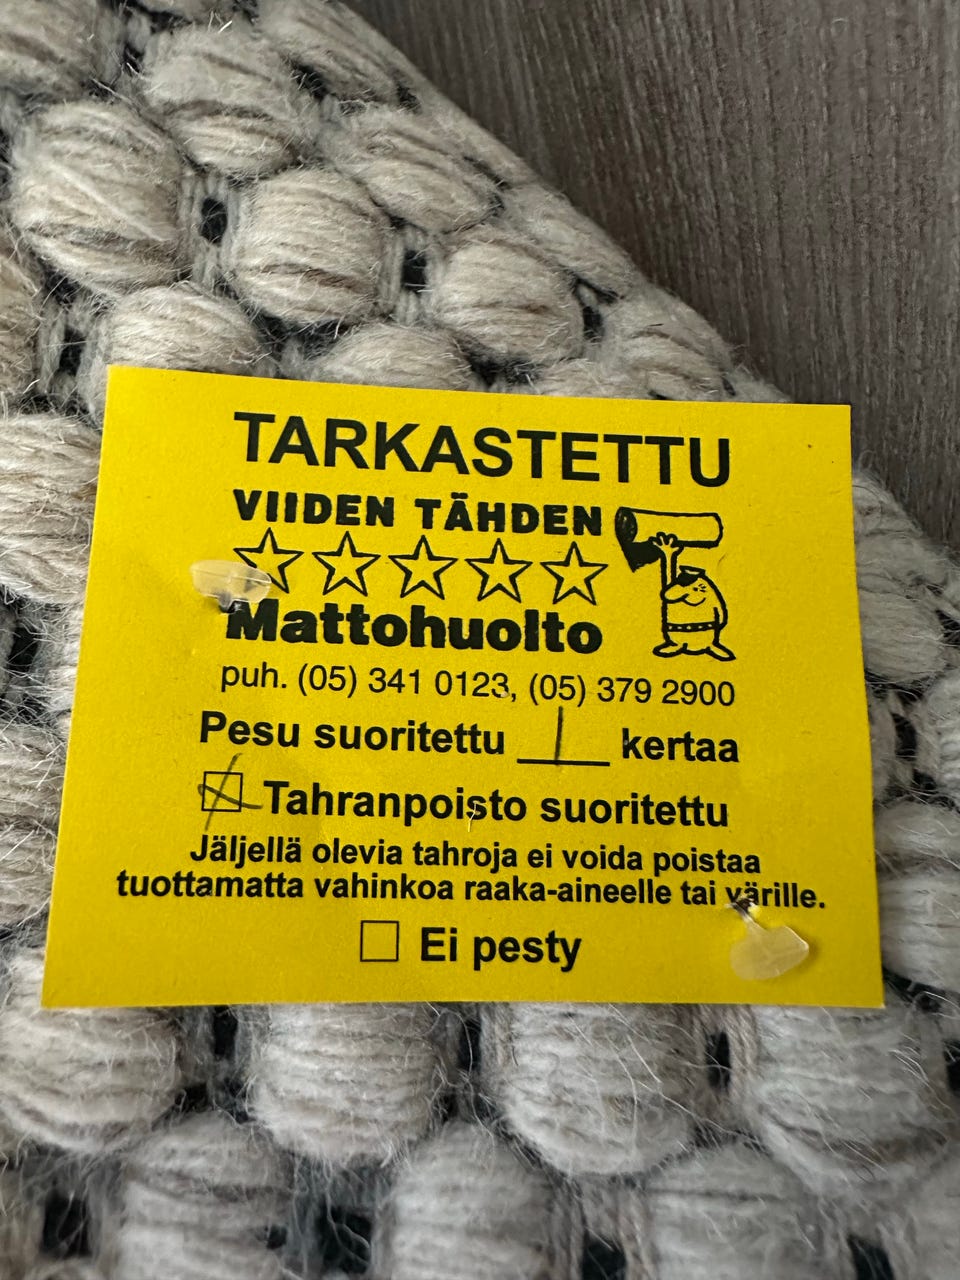 TARKASTETTU
VIIDEN TÄHDEN
Mattohuolto
puh. (05) 341 0123, (05) 379 2900
Pesu suoritettu 1 kertaa
Tahranpoisto suoritettu
Jäljellä olevia tahroja ei voida poistaa
tuottamatta vahinkoa raaka-aineelle tai värille.
Ei pesty